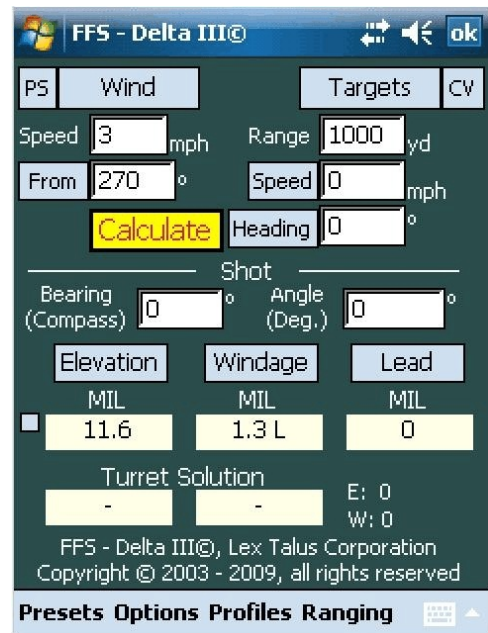 FFS - Delta III© ok
PS Wind Targets CV
Speed 3 mph Range 1000 yd
From 270 ° Speed 0 mph
Calculate Heading 0 °
Shot
Bearing (Compass) 0 ° Angle (Deg.) 0 °
Elevation Windage Lead
MIL MIL MIL
11.6 1.3 L 0
Turret Solution
- - E: 0
W: 0
FFS - Delta III©, Lex Talus Corporation
Copyright © 2003 - 2009, all rights reserved
Presets Options Profiles Ranging